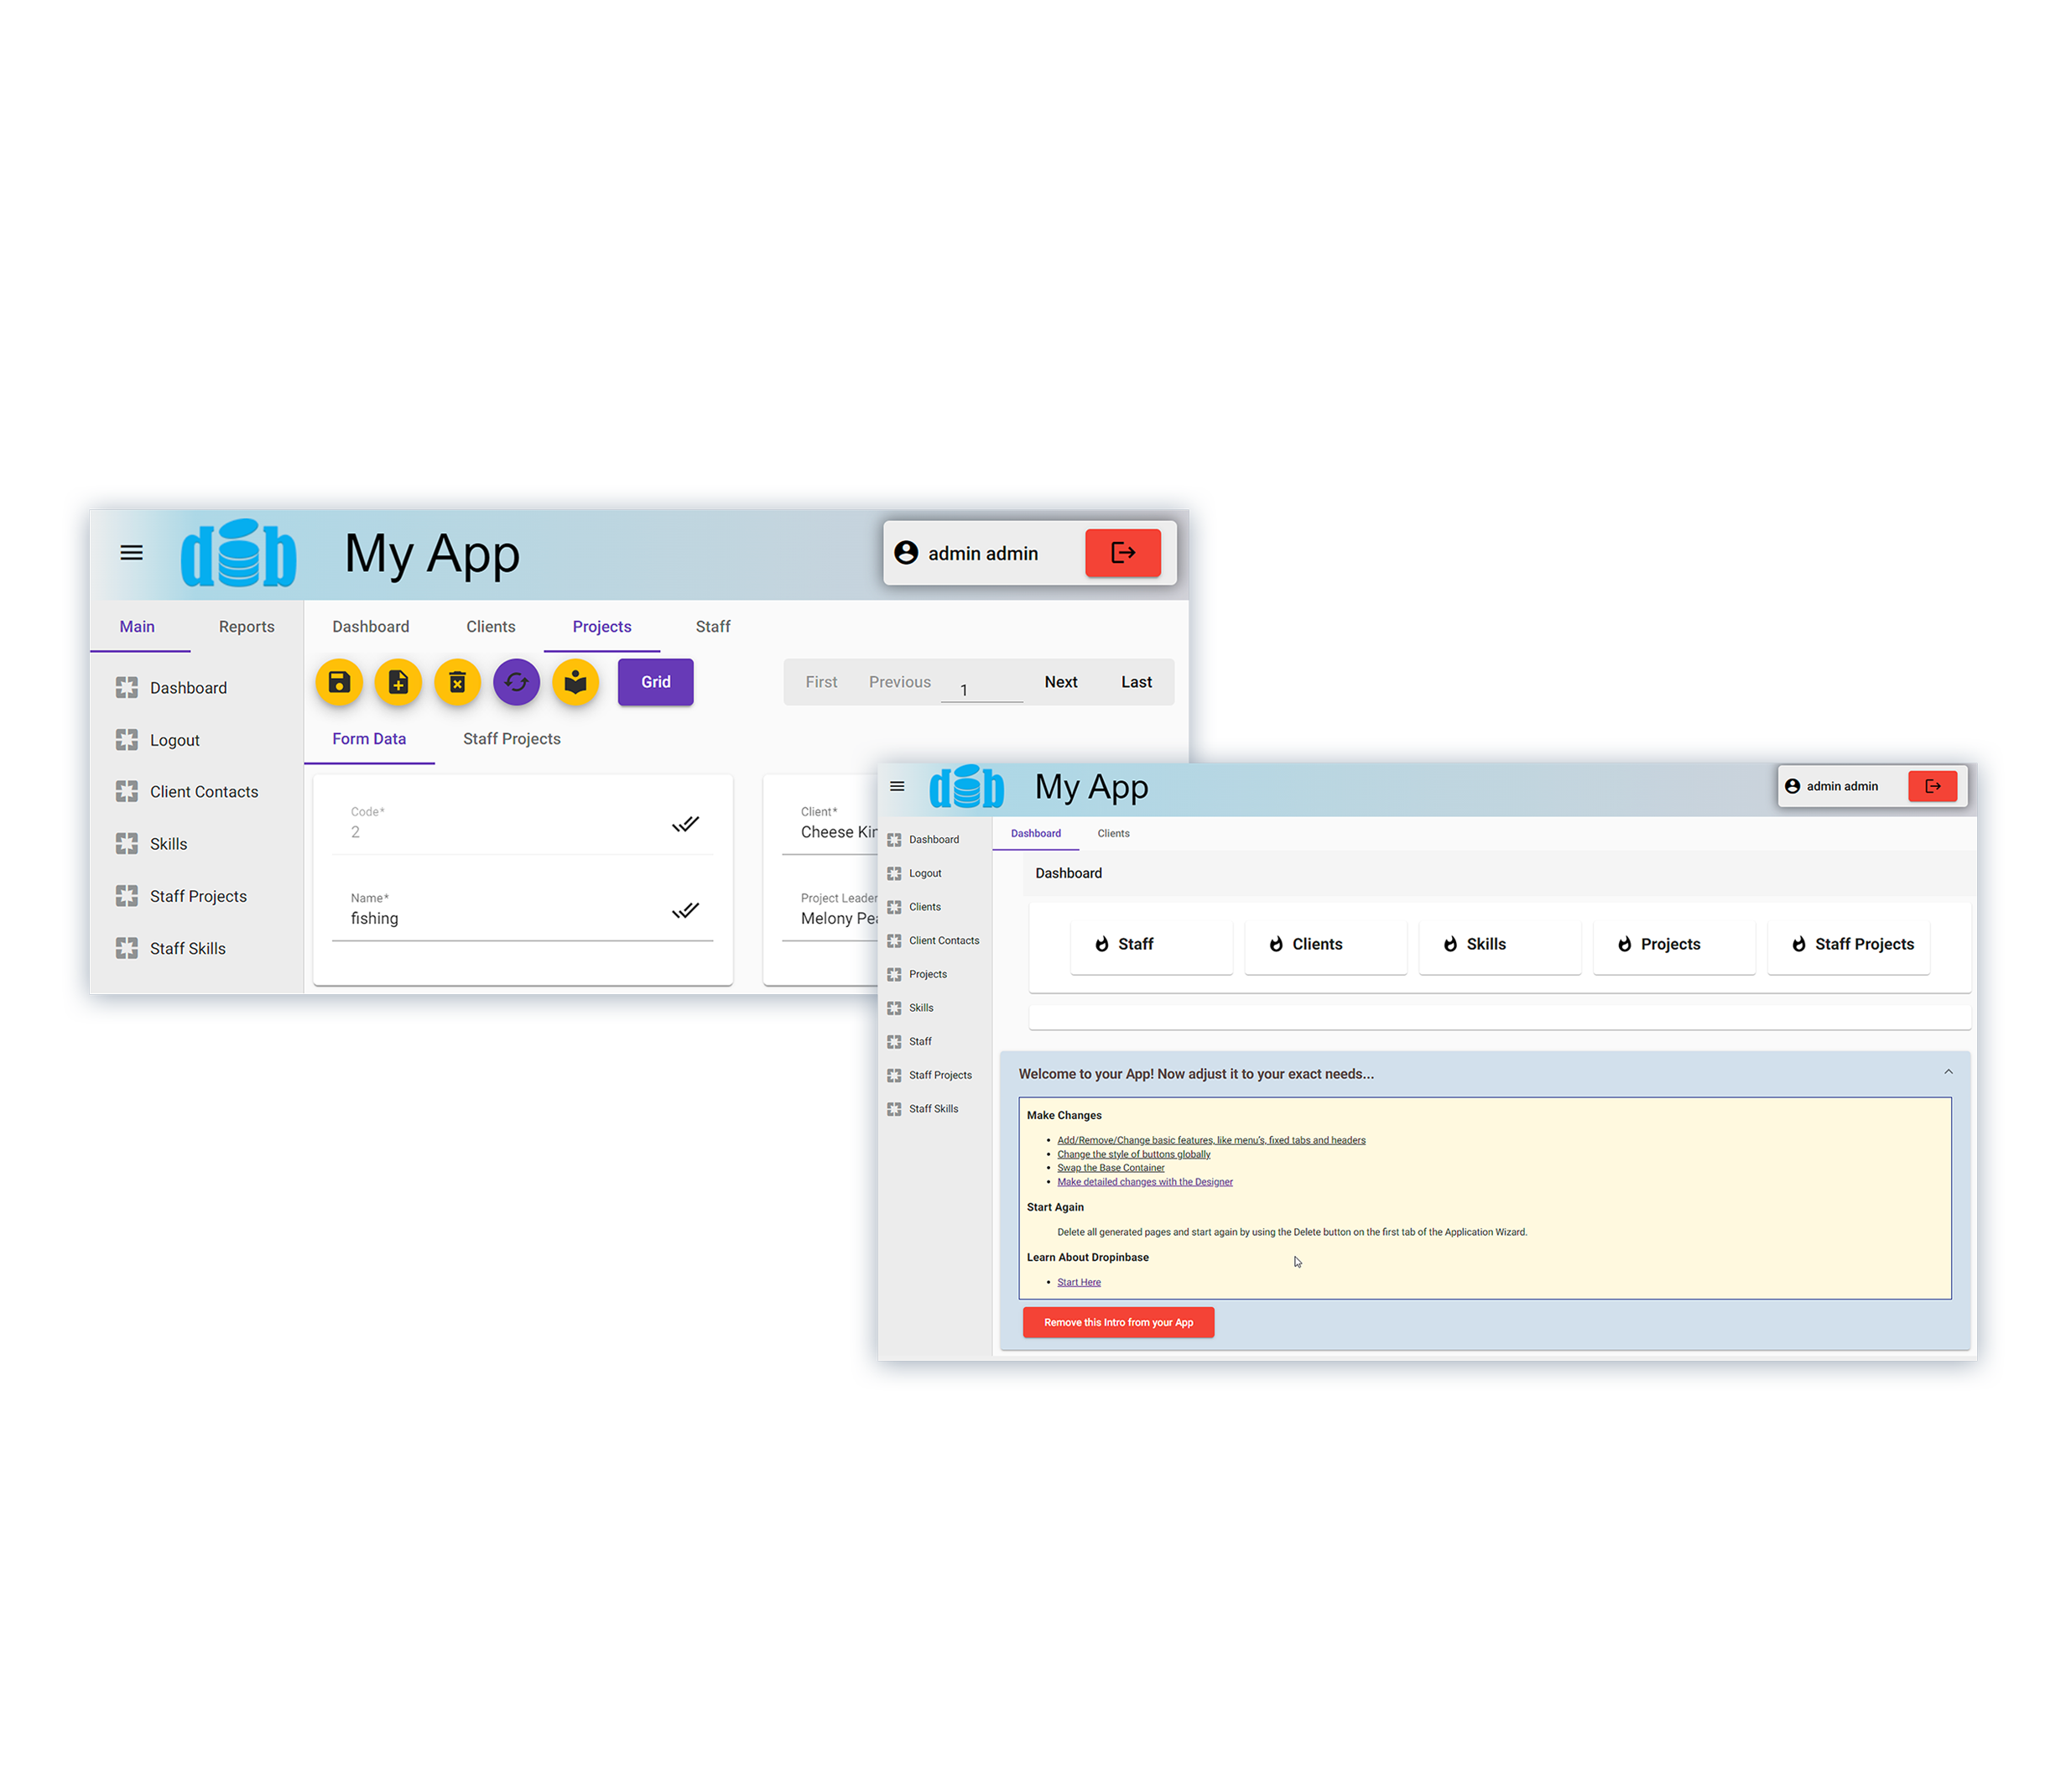 db My App
admin admin
Main Reports
Dashboard Clients Projects Staff
Grid
First Previous 1 Next Last
Form Data Staff Projects
Dashboard
Logout
Client Contacts
Skills
Staff Projects
Staff Skills
Code*
2
Name*
fishing
Client*
Cheese Kin
Project Leader
Melony Pea
db My App
admin admin
Dashboard
Logout
Clients
Client Contacts
Projects
Skills
Staff
Staff Projects
Staff Skills
Dashboard Clients
Dashboard
Staff Clients Skills Projects Staff Projects
Welcome to your App! Now adjust it to your exact needs...
Make Changes
• Add/Remove/Change basic features, like menu's, fixed tabs and headers
• Change the style of buttons globally
• Swap the Base Container
• Make detailed changes with the Designer
Start Again
Delete all generated pages and start again by using the Delete button on the first tab of the Application Wizard.
Learn About Dropinbase
• Start Here
Remove this Intro from your App